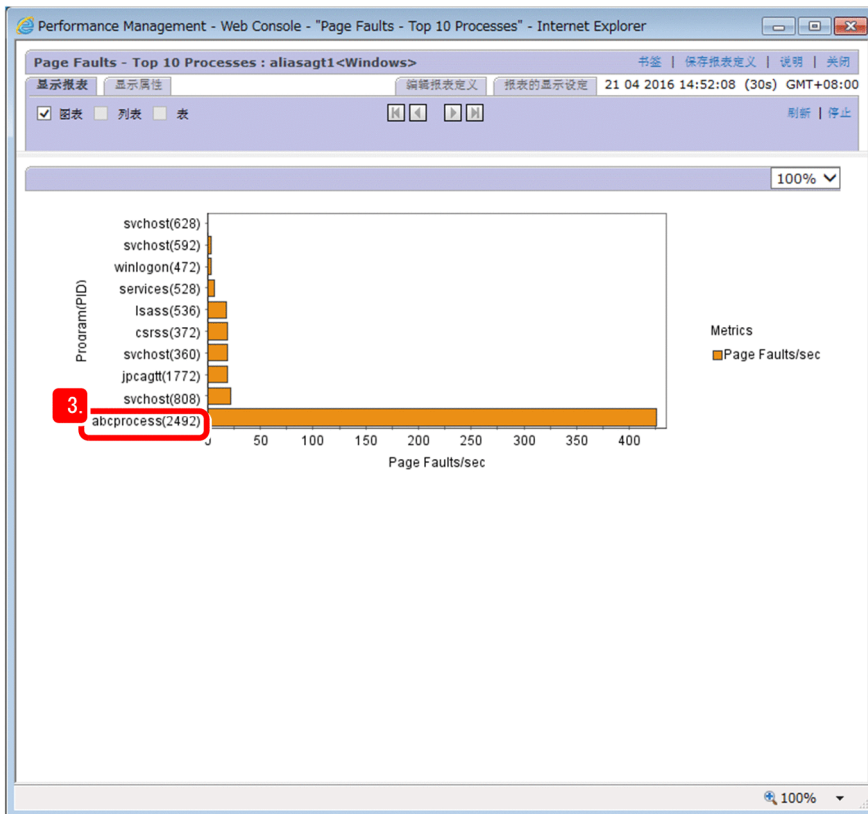 Performance Management - Web Console - "Page Faults - Top 10 Processes" - Internet Explorer
Page Faults - Top 10 Processes : aliasagt1<Windows>
书签 | 保存报表定义 | 说明 | 关闭
显示报表 显示属性 编辑报表定义 报表的显示设定 21 04 2016 14:52:08 (30s) GMT+08:00
图表 列表 表 刷新 | 停止
100%
svchost(628)
svchost(592)
winlogon(472)
services(528)
lsass(536)
csrss(372)
svchost(360)
jpcagtt(1772)
svchost(808)
3.
abcprocess(2492)
Program(PID)
50 100 150 200 250 300 350 400
Page Faults/sec
Metrics
Page Faults/sec
100%